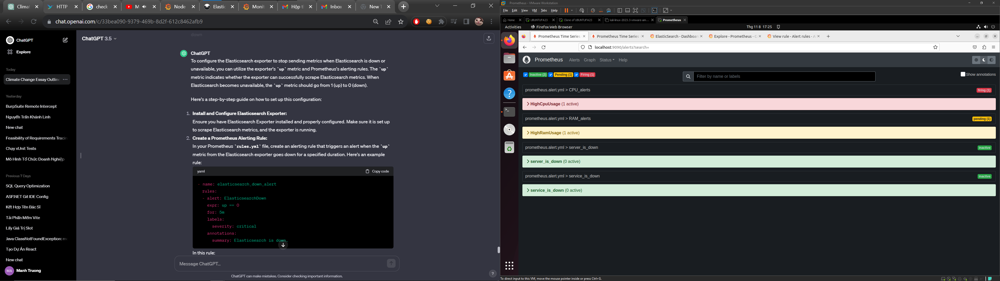 Climat
HTTP
check
M
Node
Elastic
Monit
Hộp t
Inbox
New T
chat.openai.com/c/33bea090-9379-469b-8d2f-612c8462afb9
ChatGPT
Explore
Today
Climate Change Essay Outline
Yesterday
BurpSuite Remote Intercept
Nguyễn Trần Khánh Linh
New chat
Feasibility of Requirements Tracin
Chạy xUnit Tests
Mô Hình Tổ Chức Doanh Nghiệp
Previous 7 Days
SQL Query Optimization
ASP.NET Git IDE Config
Kết Hợp Tên Bác Sĩ
Tải Phần Mềm Vite
Lấy Giá Trị Slot
Java ClassNotFoundException: m
Tạo Dự Án React
New chat
MA
Manh Truong
ChatGPT 3.5
down
ChatGPT
To configure the Elasticsearch exporter to stop sending metrics when Elasticsearch is down or
unavailable, you can utilize the exporter's `up` metric and Prometheus's alerting rules. The `up`
metric indicates whether the exporter can successfully scrape Elasticsearch metrics. When
Elasticsearch becomes unavailable, the `up` metric should go from 1 (up) to 0 (down).
Here's a step-by-step guide on how to set up this configuration:
1. Install and Configure Elasticsearch Exporter:
Ensure you have Elasticsearch Exporter installed and properly configured. Make sure it is set up
to scrape Elasticsearch metrics, and the exporter is running.
2. Create a Prometheus Alerting Rule:
In your Prometheus `rules.yml` file, create an alerting rule that triggers an alert when the `up`
metric from the Elasticsearch exporter goes down for a specified duration. Here's an example
rule:
yaml
Copy code
- name: elasticsearch_down_alert
rules:
- alert: ElasticsearchDown
expr: up == 0
for: 5m
labels:
severity: critical
annotations:
summary: Elasticsearch is down.
In this rule:
Message ChatGPT...
ChatGPT can make mistakes. Consider checking important information.
?
Prometheus - VMware Workstation
File Edit View VM Tabs Help
Home
UBUNTUFA23
Clone of UBUNTUFA23
kali-linux-2023.3-vmware-am...
Prometheus
Activities
Firefox Web Browser
Thg 11 8 17:25
Prometheus Time Series
Prometheus Time Series
ElasticSearch - Dashboar
Explore - Prometheus - G
View rule - Alert rules - A
localhost:9090/alerts?search=
Prometheus
Alerts
Graph
Status
Help
Inactive (2)
Pending (1)
Firing (1)
Filter by name or labels
Show annotations
prometheus.alert.yml > CPU_alerts
firing (1)
HighCpuUsage (1 active)
prometheus.alert.yml > RAM_alerts
pending (1)
HighRamUsage (1 active)
prometheus.alert.yml > server_is_down
inactive
server_is_down (0 active)
prometheus.alert.yml > service_is_down
inactive
service_is_down (0 active)
To direct input to this VM, move the mouse pointer inside or press Ctrl+G.